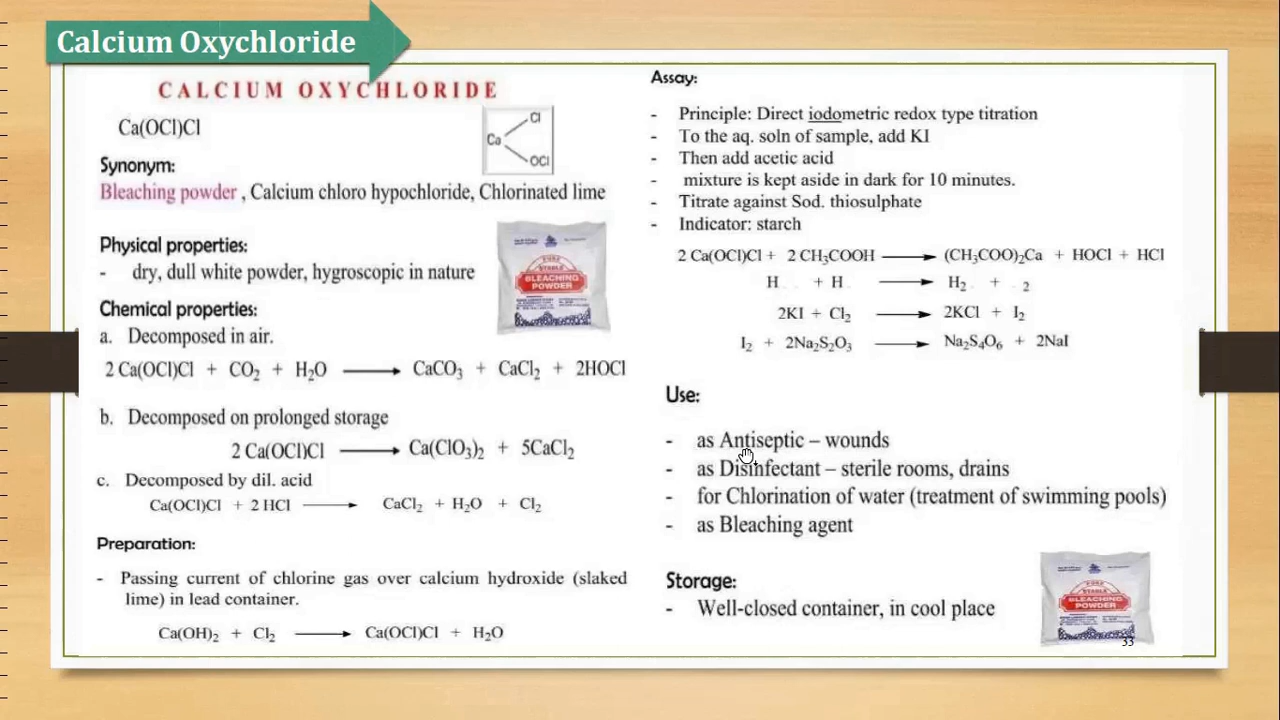 Calcium Oxychloride
CALCIUM OXYCHLORIDE
Ca(OCl)Cl
Ca
Cl
OCl
Synonym:
Bleaching powder , Calcium chloro hypochloride, Chlorinated lime
Physical properties:
- dry, dull white powder, hygroscopic in nature
PURE
STABLE
BLEACHING
POWDER
Chemical properties:
a. Decomposed in air.
2 Ca(OCl)Cl + CO₂ + H₂O ⟶ CaCO₃ + CaCl₂ + 2HOCl
b. Decomposed on prolonged storage
2 Ca(OCl)Cl ⟶ Ca(ClO₃)₂ + 5CaCl₂
c. Decomposed by dil. acid
Ca(OCl)Cl + 2 HCl ⟶ CaCl₂ + H₂O + Cl₂
Preparation:
- Passing current of chlorine gas over calcium hydroxide (slaked
lime) in lead container.
Ca(OH)₂ + Cl₂ ⟶ Ca(OCl)Cl + H₂O
Assay:
- Principle: Direct iodometric redox type titration
- To the aq. soln of sample, add KI
- Then add acetic acid
- mixture is kept aside in dark for 10 minutes.
- Titrate against Sod. thiosulphate
- Indicator: starch
2 Ca(OCl)Cl + 2 CH₃COOH ⟶ (CH₃COO)₂Ca + HOCl + HCl
H + H ⟶ H₂ + ₂
2KI + Cl₂ ⟶ 2KCl + I₂
I₂ + 2Na₂S₂O₃ ⟶ Na₂S₄O₆ + 2NaI
Use:
- as Antiseptic – wounds
- as Disinfectant – sterile rooms, drains
- for Chlorination of water (treatment of swimming pools)
- as Bleaching agent
Storage:
- Well-closed container, in cool place
PURE
STABLE
BLEACHING
POWDER
33